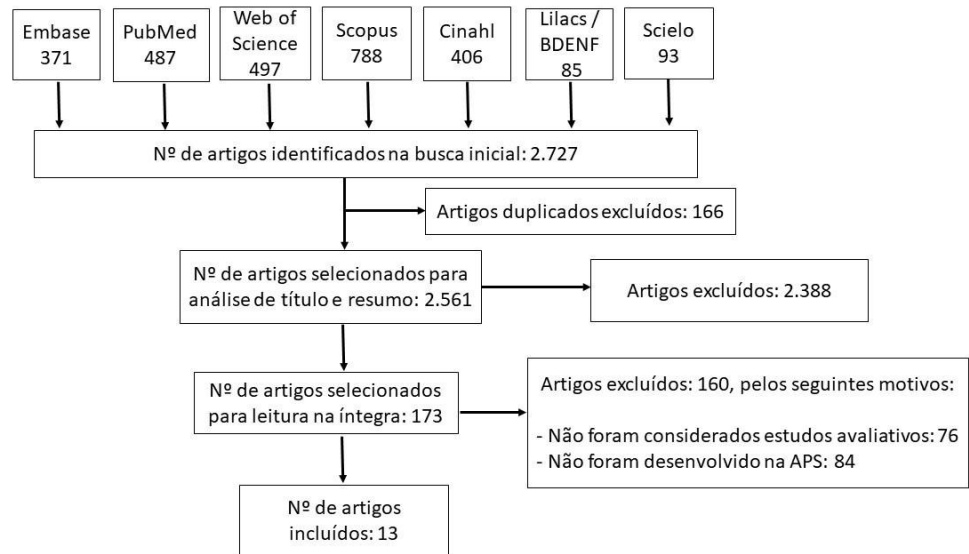 Embase
371
PubMed
487
Web of
Science
497
Scopus
788
Cinahl
406
Lilacs /
BDENF
85
Scielo
93
Nº de artigos identificados na busca inicial: 2.727
Artigos duplicados excluídos: 166
Nº de artigos selecionados para
análise de título e resumo: 2.561
Artigos excluídos: 2.388
Nº de artigos selecionados
para leitura na íntegra: 173
Artigos excluídos: 160, pelos seguintes motivos:
- Não foram considerados estudos avaliativos: 76
- Não foram desenvolvido na APS: 84
Nº de artigos
incluídos: 13